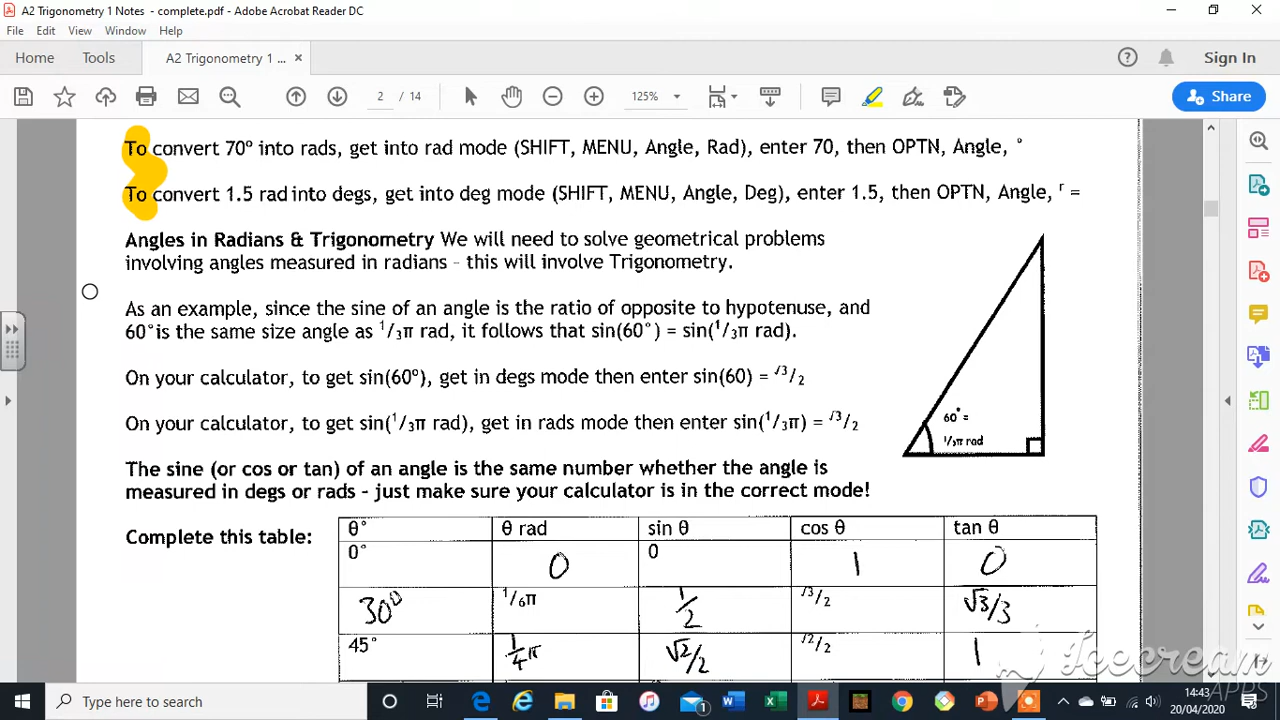 A2 Trigonometry 1 Notes - complete.pdf - Adobe Acrobat Reader DC
File Edit View Window Help
Home Tools A2 Trigonometry 1 ... × Sign In
2 / 14 125% Share
To convert 70° into rads, get into rad mode (SHIFT, MENU, Angle, Rad), enter 70, then OPTN, Angle, °
To convert 1.5 rad into degs, get into deg mode (SHIFT, MENU, Angle, Deg), enter 1.5, then OPTN, Angle, ʳ =
Angles in Radians & Trigonometry We will need to solve geometrical problems
involving angles measured in radians - this will involve Trigonometry.
As an example, since the sine of an angle is the ratio of opposite to hypotenuse, and
60° is the same size angle as ¹/₃π rad, it follows that sin(60°) = sin(¹/₃π rad).
On your calculator, to get sin(60°), get in degs mode then enter sin(60) = √3/2
On your calculator, to get sin(¹/₃π rad), get in rads mode then enter sin(¹/₃π) = √3/2
60° =
¹/₃π rad
The sine (or cos or tan) of an angle is the same number whether the angle is
measured in degs or rads - just make sure your calculator is in the correct mode!
Complete this table:
θ° θ rad sin θ cos θ tan θ
0° 0 0 1 0
30° ¹/₆π 1/2 √3/2 √3/3
45° 1/4 π √2/2 √2/2 1
Icecream
APPS
Type here to search
14:43
20/04/2020